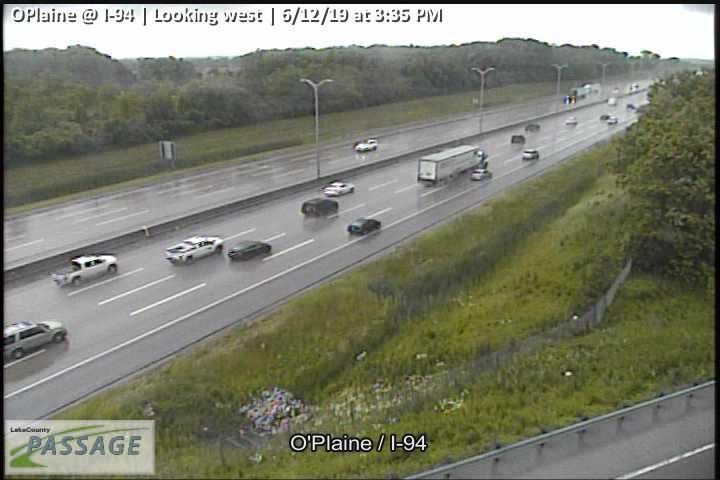 OPlaine @ I-94 | Looking west | 6/12/19 at 3:35 PM
O'Plaine / I-94
LakeCounty
PASSAGE